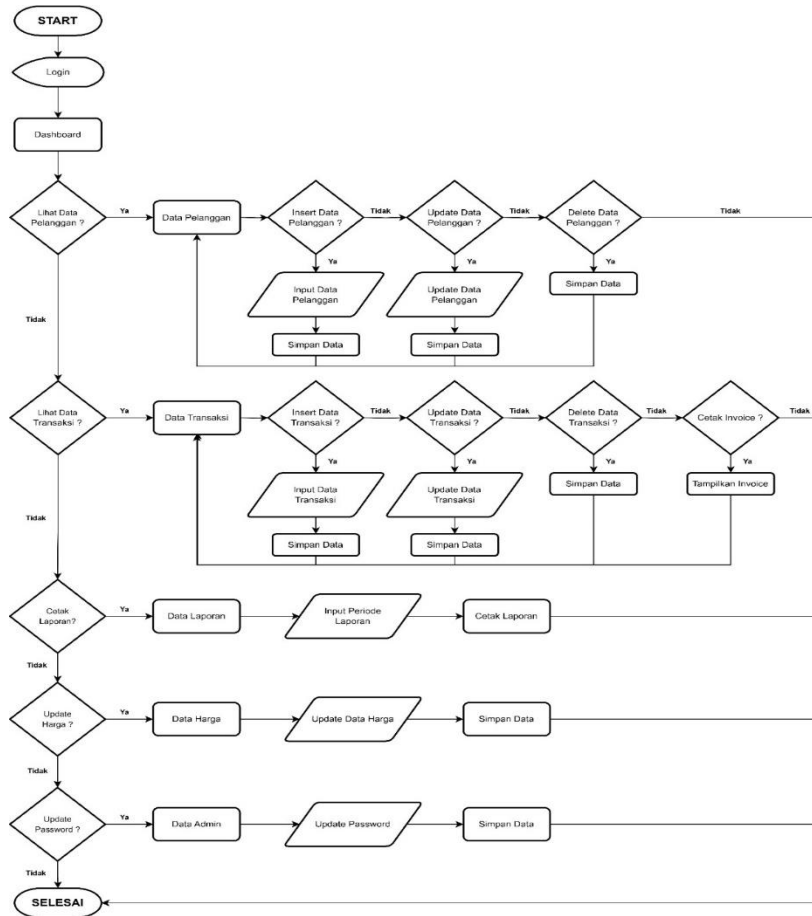 START
Login
Dashboard
Lihat Data
Pelanggan ?
Ya
Data Pelanggan
Insert Data
Pelanggan ?
Tidak
Update Data
Pelanggan ?
Tidak
Delete Data
Pelanggan ?
Tidak
Ya
Ya
Ya
Input Data
Pelanggan
Update Data
Pelanggan
Simpan Data
Tidak
Simpan Data
Simpan Data
Lihat Data
Transaksi ?
Ya
Data Transaksi
Insert Data
Transaksi ?
Tidak
Update Data
Transaksi ?
Tidak
Delete Data
Transaksi ?
Tidak
Cetak Invoice ?
Tidak
Ya
Ya
Ya
Ya
Input Data
Transaksi
Update Data
Transaksi
Simpan Data
Tampilkan Invoice
Tidak
Simpan Data
Simpan Data
Cetak
Laporan?
Ya
Data Laporan
Input Periode
Laporan
Cetak Laporan
Tidak
Update
Harga ?
Ya
Data Harga
Update Data Harga
Simpan Data
Tidak
Update
Password ?
Ya
Data Admin
Update Password
Simpan Data
Tidak
SELESAI